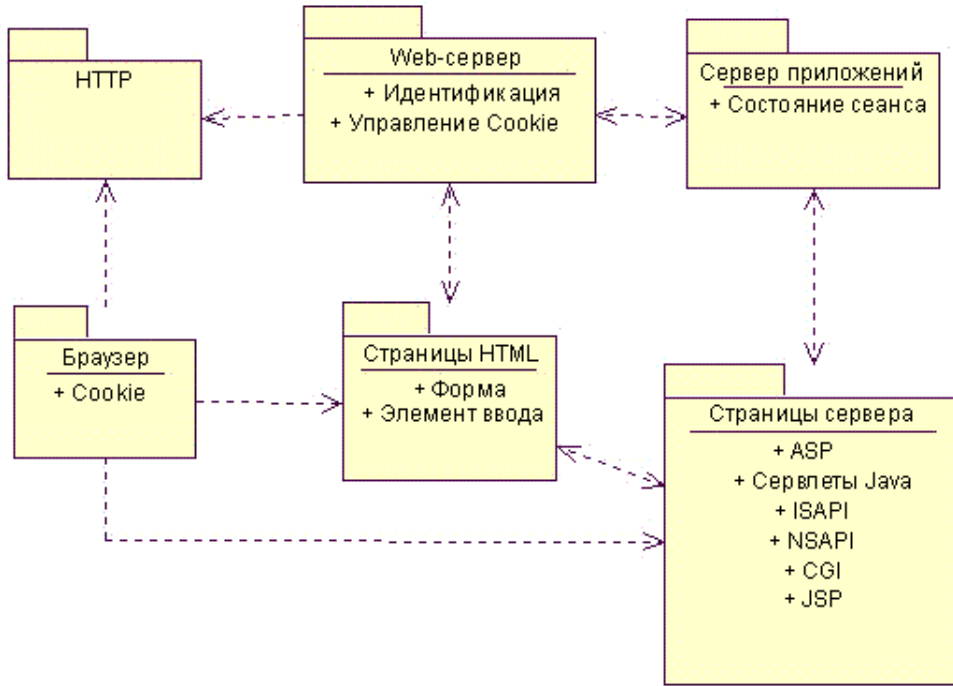 HTTP
Web-сервер
+ Идентификация
+ Управление Cookie
Сервер приложений
+ Состояние сеанса
Браузер
+ Cookie
Страницы HTML
+ Форма
+ Элемент ввода
Страницы сервера
+ ASP
+ Сервлеты Java
+ ISAPI
+ NSAPI
+ CGI
+ JSP